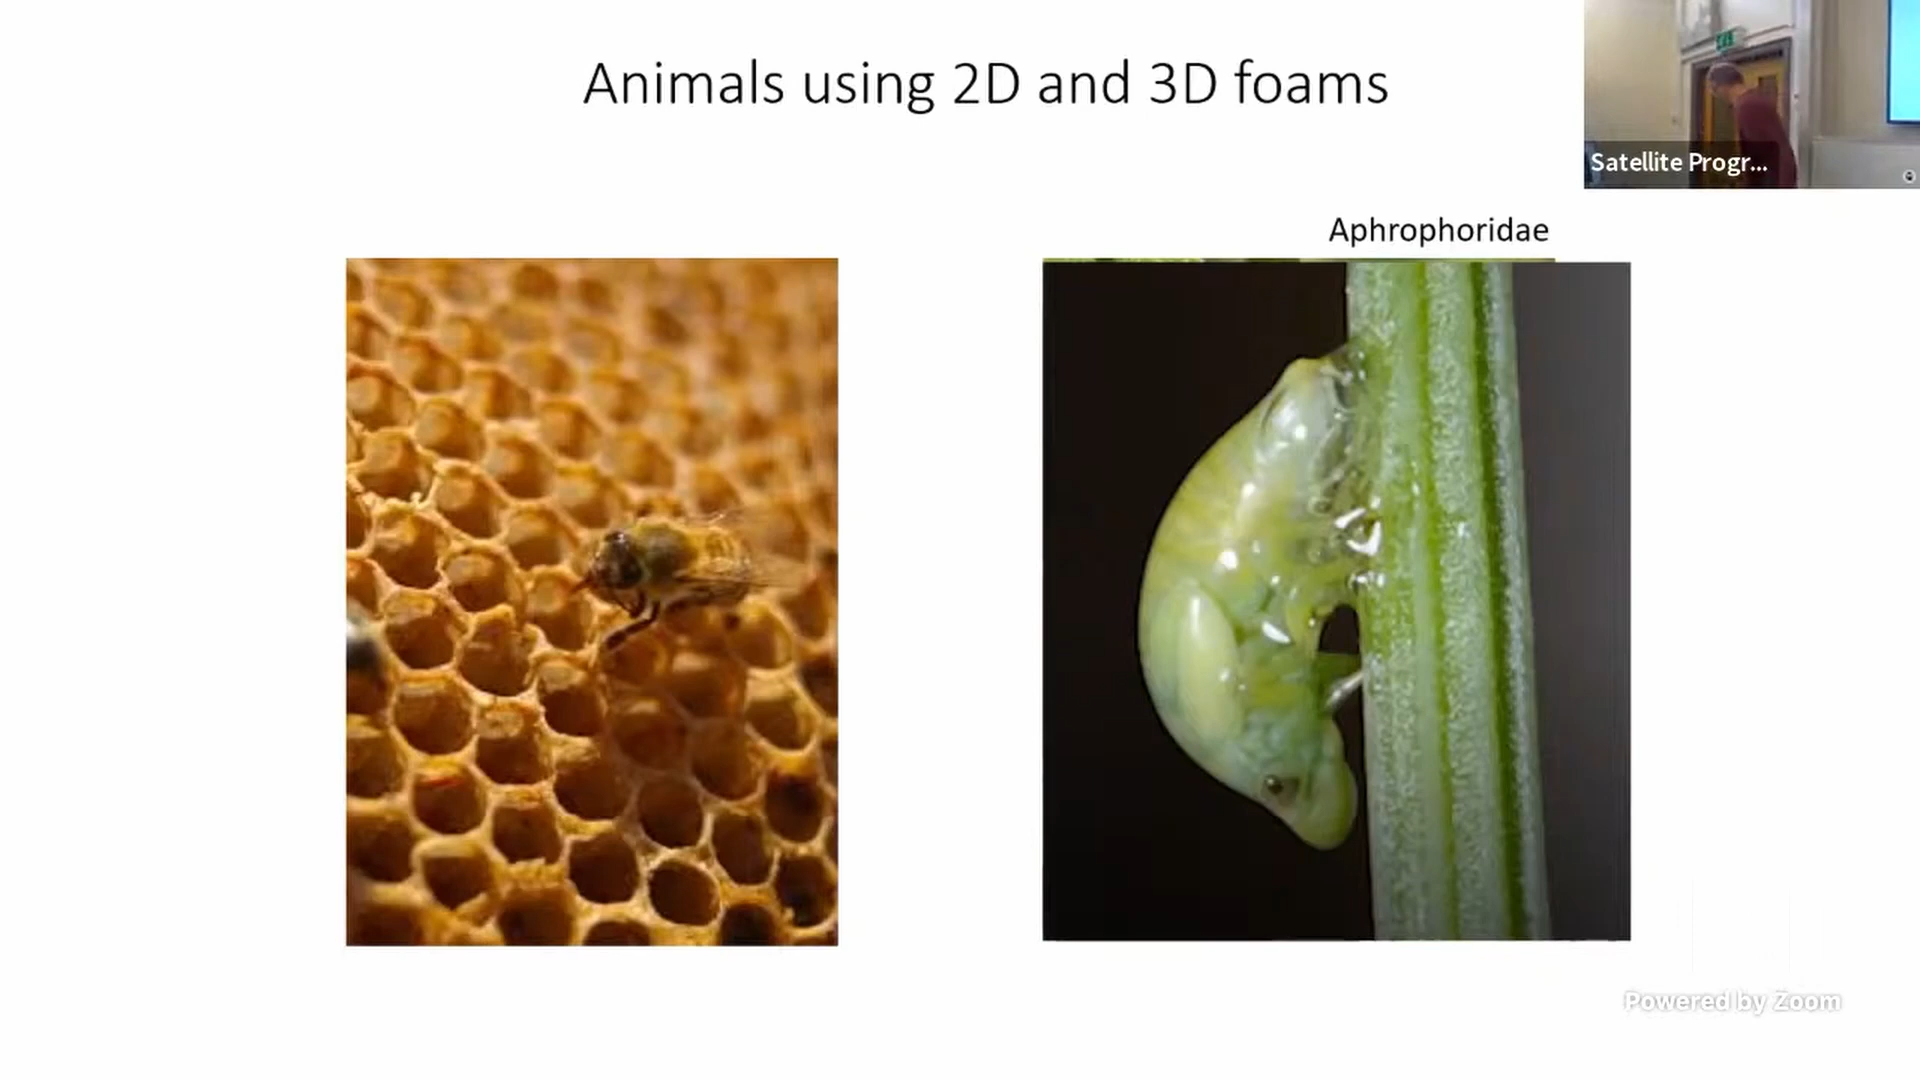 Animals using 2D and 3D foams
Satellite Progr...
Aphrophoridae
Powered by Zoom